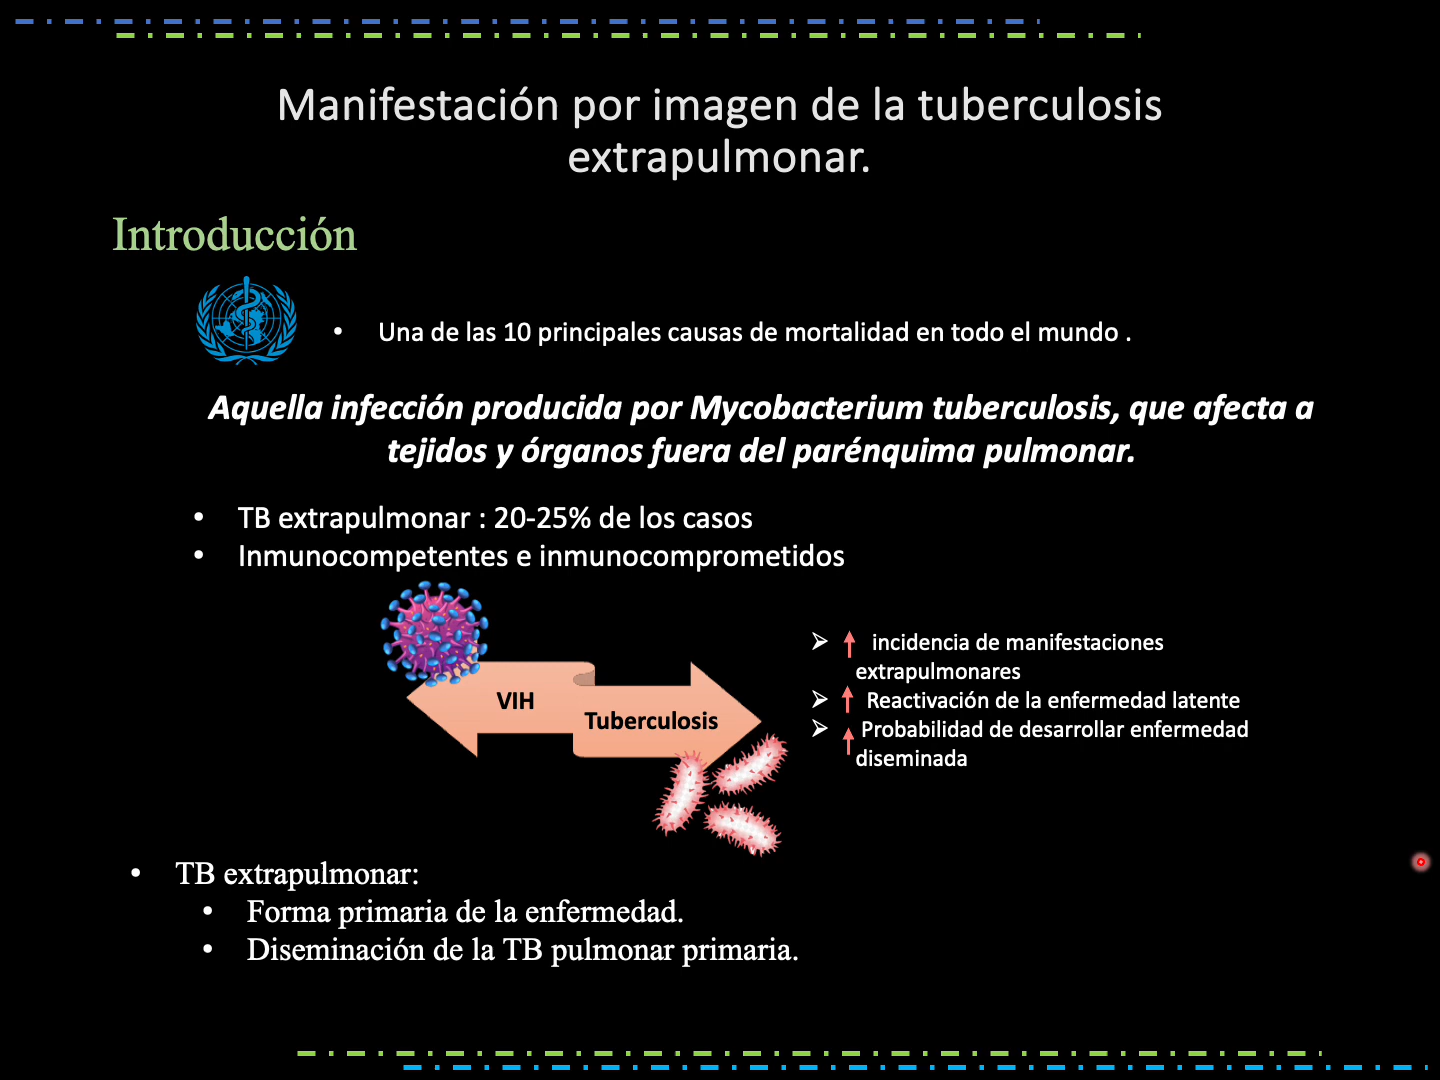 Manifestación por imagen de la tuberculosis
extrapulmonar.
Introducción
• Una de las 10 principales causas de mortalidad en todo el mundo .
Aquella infección producida por Mycobacterium tuberculosis, que afecta a
tejidos y órganos fuera del parénquima pulmonar.
• TB extrapulmonar : 20-25% de los casos
• Inmunocompetentes e inmunocomprometidos
VIH
Tuberculosis
➢ incidencia de manifestaciones
extrapulmonares
➢ Reactivación de la enfermedad latente
➢ Probabilidad de desarrollar enfermedad
diseminada
• TB extrapulmonar:
• Forma primaria de la enfermedad.
• Diseminación de la TB pulmonar primaria.